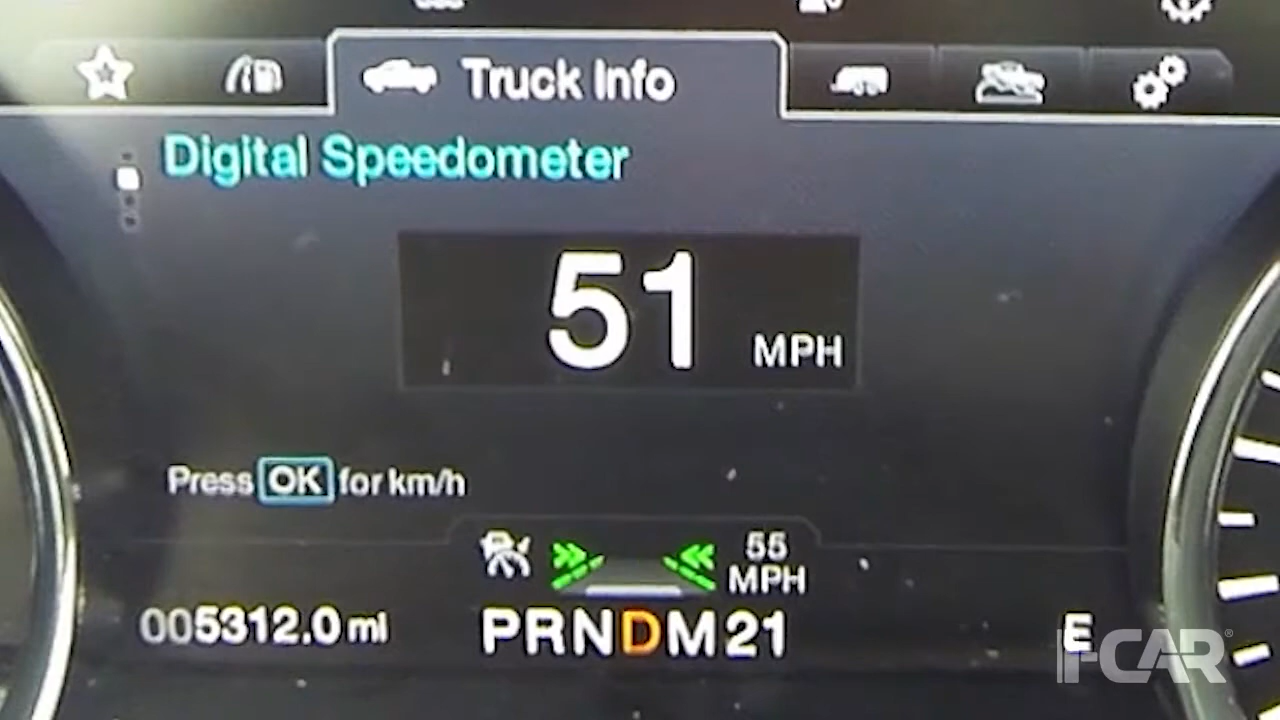 Truck Info
Digital Speedometer
51 MPH
Press OK for km/h
55
MPH
005312.0 mi
PRNDM21
E
I-CAR®